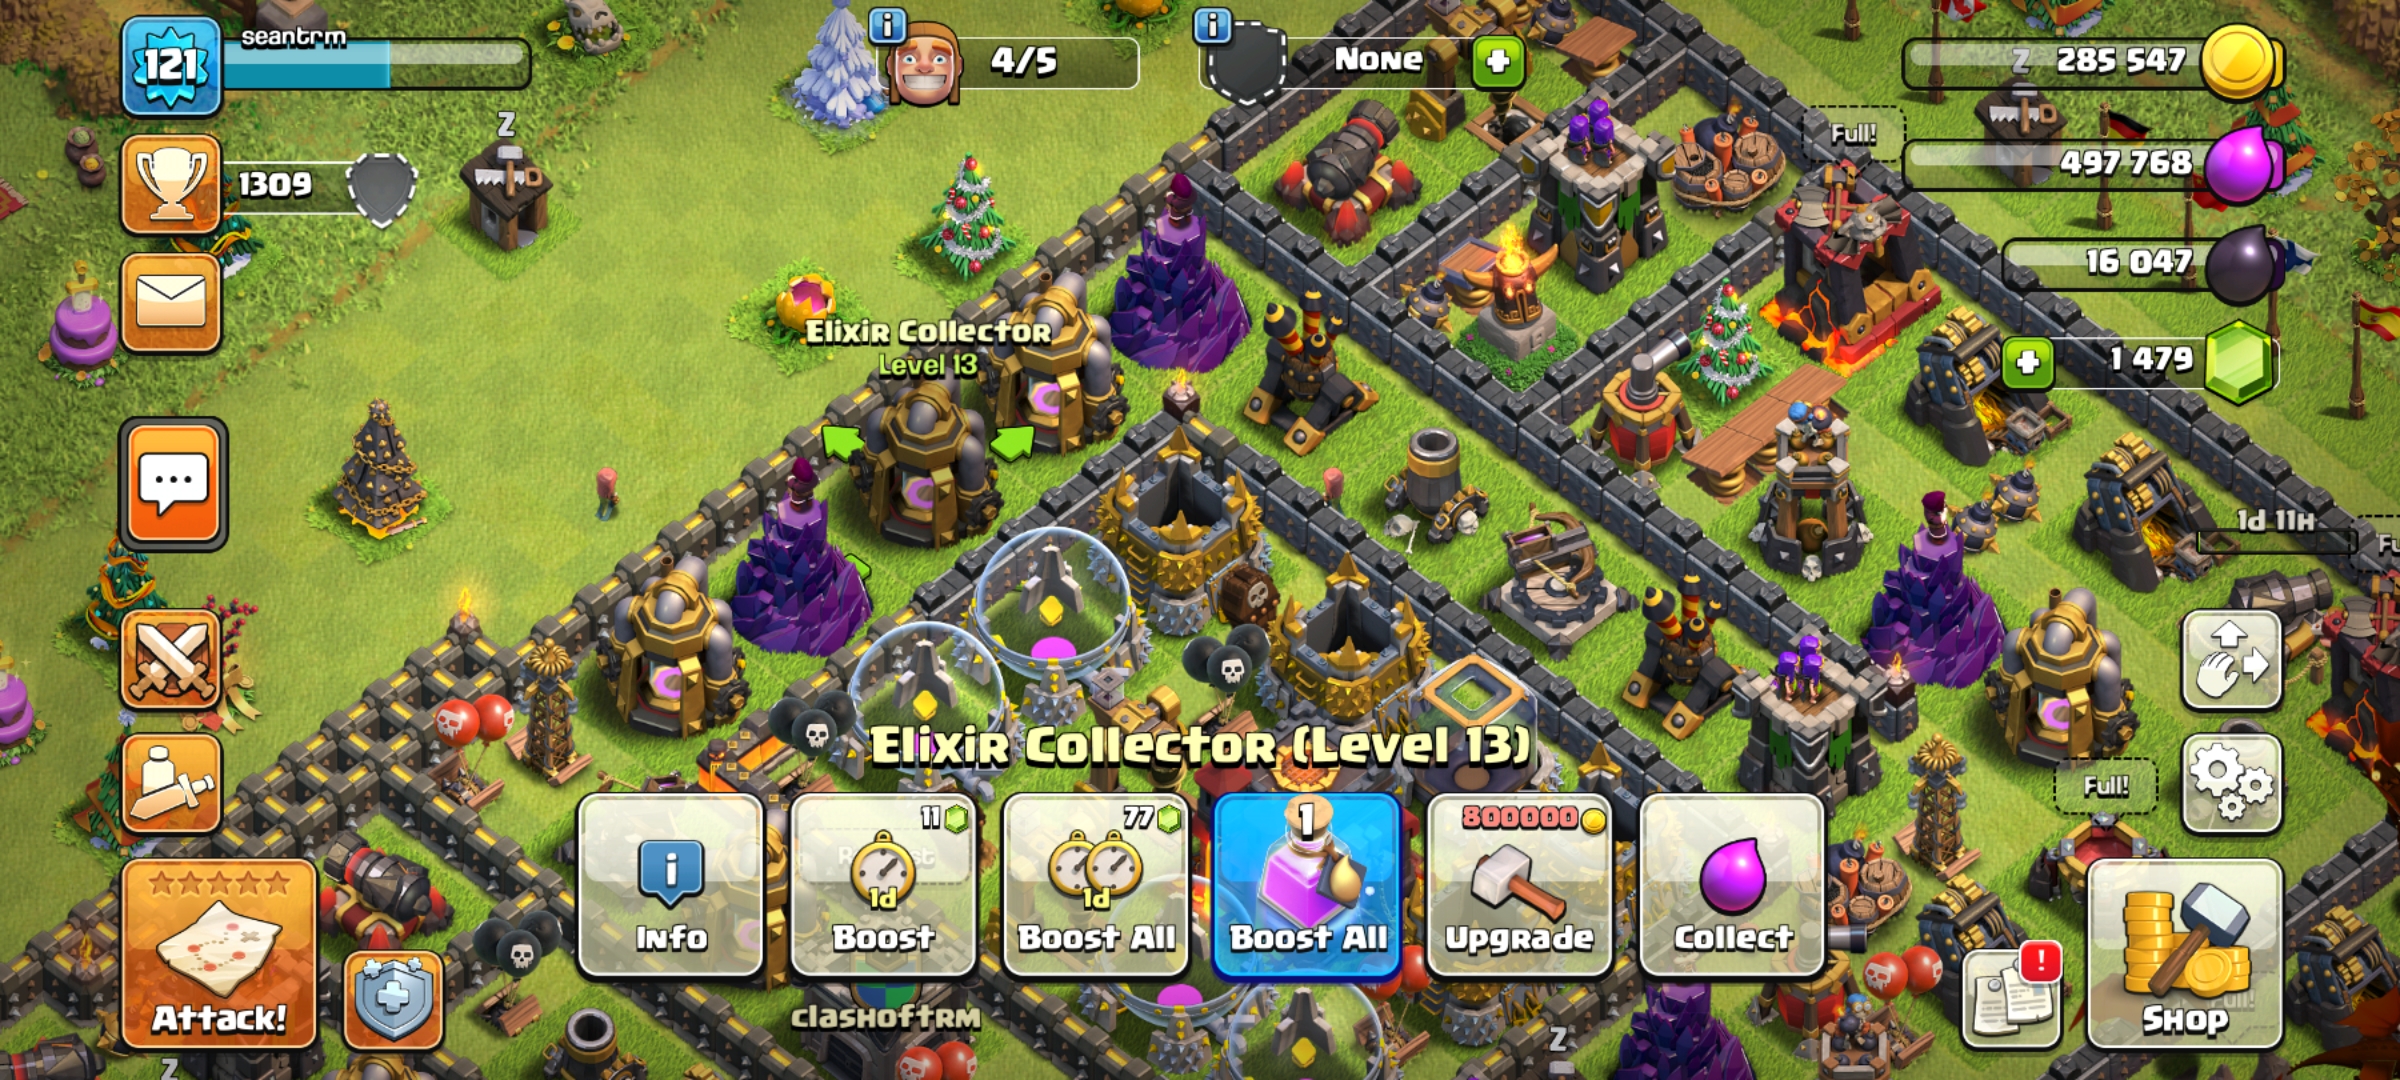 121
seantrm
4/5
None
285 547
1309
Full!
497 768
16 047
1 479
Elixir Collector
Level 13
1d 11H
Elixir Collector (Level 13)
Full!
Info
11
1d
Boost
77
1d
Boost All
1
Boost All
800000
Upgrade
Collect
Attack!
clashoftRM
!
Shop
Z
Z
Z
Z